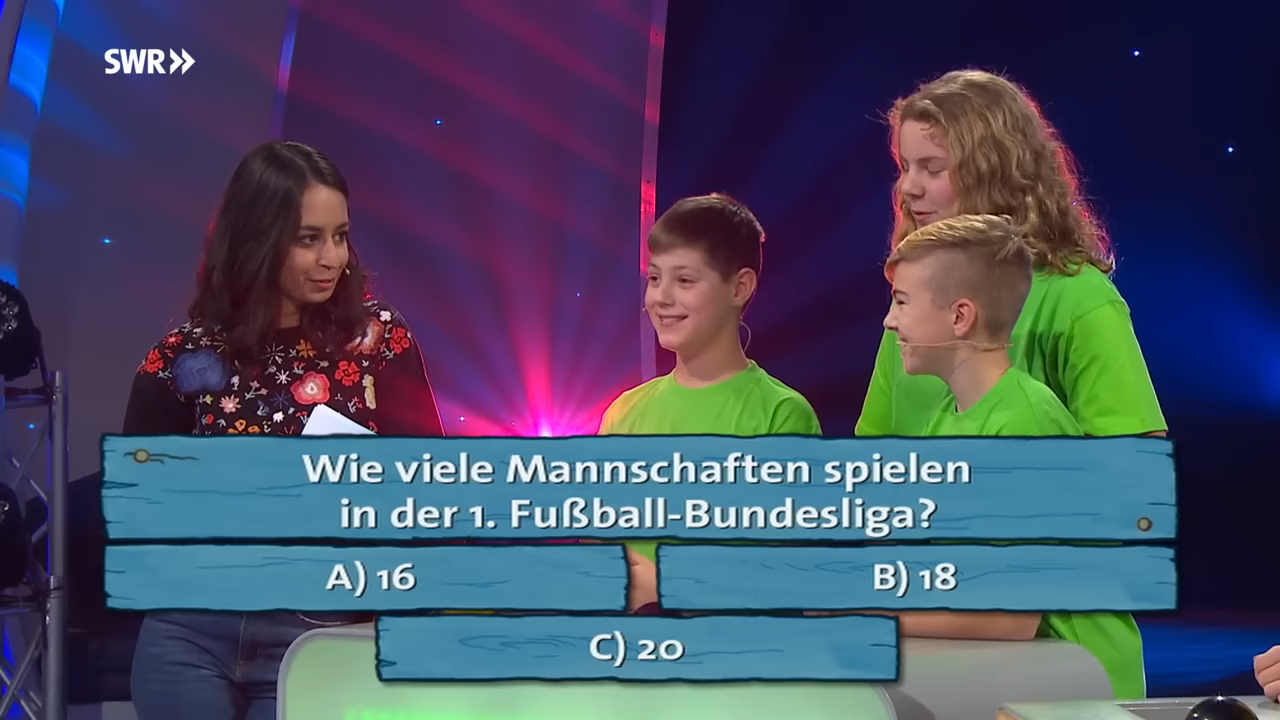 SWR»
Wie viele Mannschaften spielen
in der 1. Fußball-Bundesliga?
A) 16
B) 18
C) 20